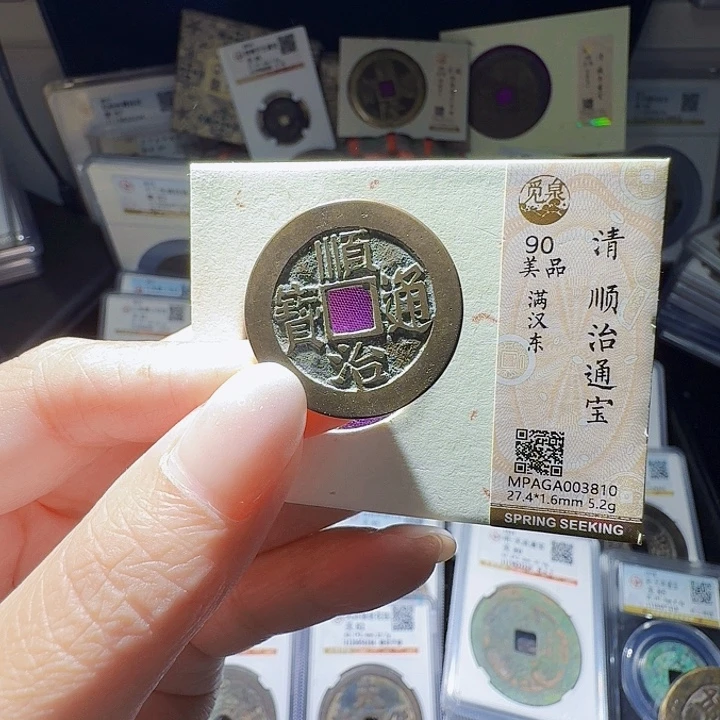 順
寶 通
治
觅泉
90
美品
满汉东
清 顺治通宝
MPAGA003810
27.4*1.6mm 5.2g
SPRING SEEKING